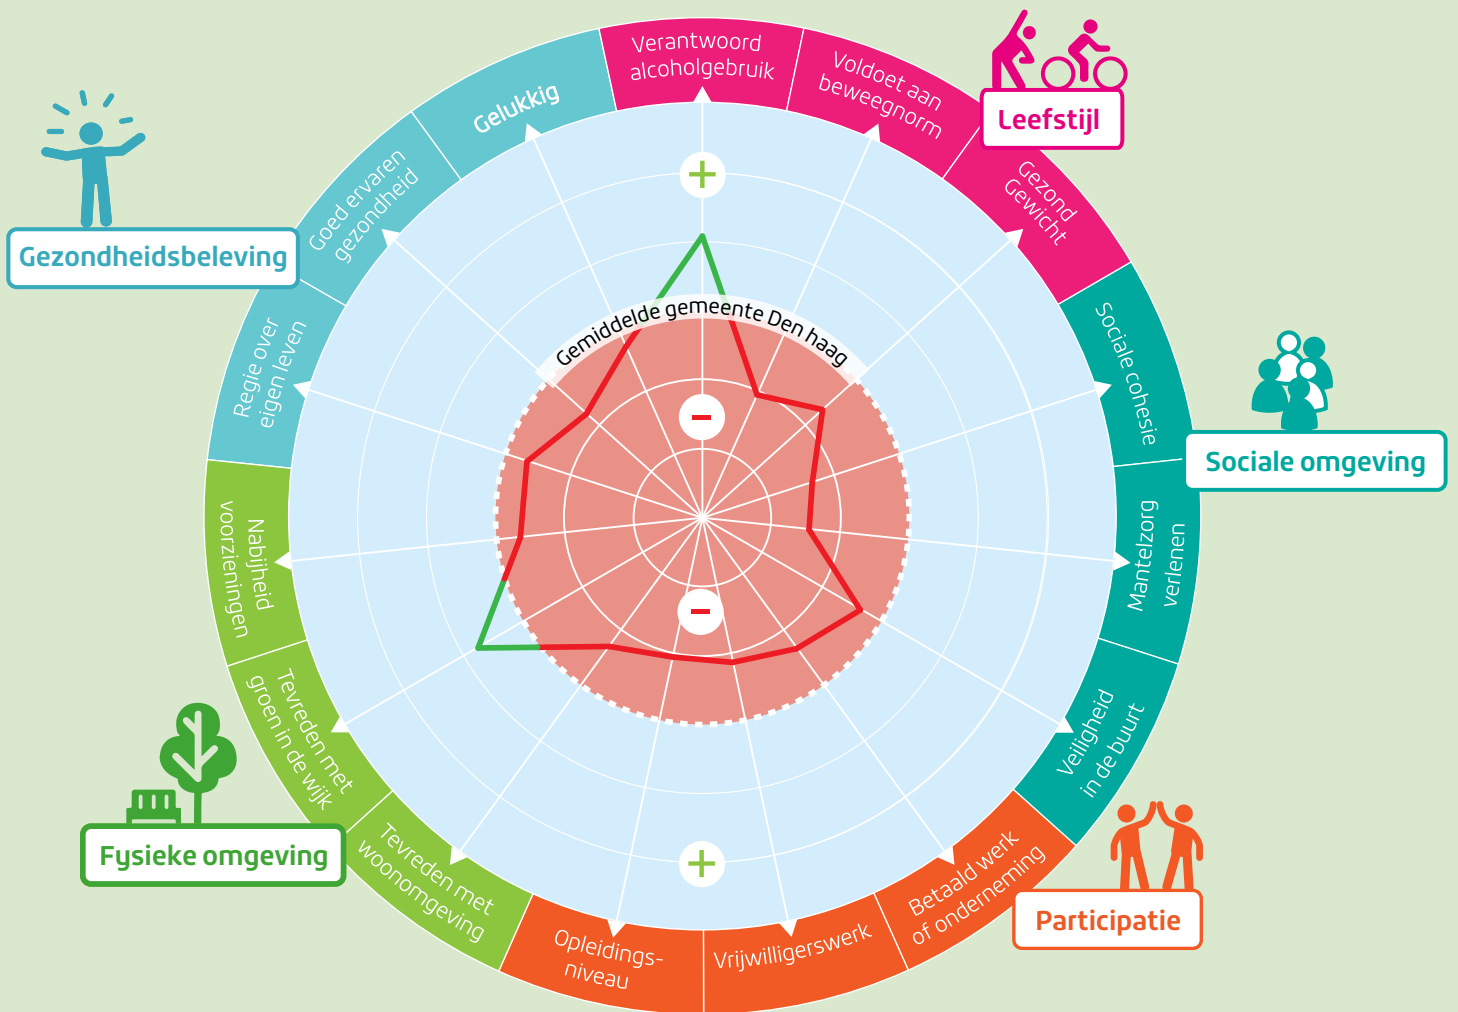 Verantwoord
alcoholgebruik
Voldoet aan
beweegnorm
Gezond
Gewicht
Leefstijl
Sociale cohesie
Mantelzorg
verlenen
Veiligheid
in de buurt
Sociale omgeving
Betaald werk
of onderneming
Vrijwilligerswerk
Opleidings-
niveau
Participatie
Tevreden met
woonomgeving
Tevreden met
groen in de wijk
Nabijheid
voorzieningen
Fysieke omgeving
Regie over
eigen leven
Goed ervaren
gezondheid
Gelukkig
Gezondheidsbeleving
+
Gemiddelde gemeente Den haag
−
−
+